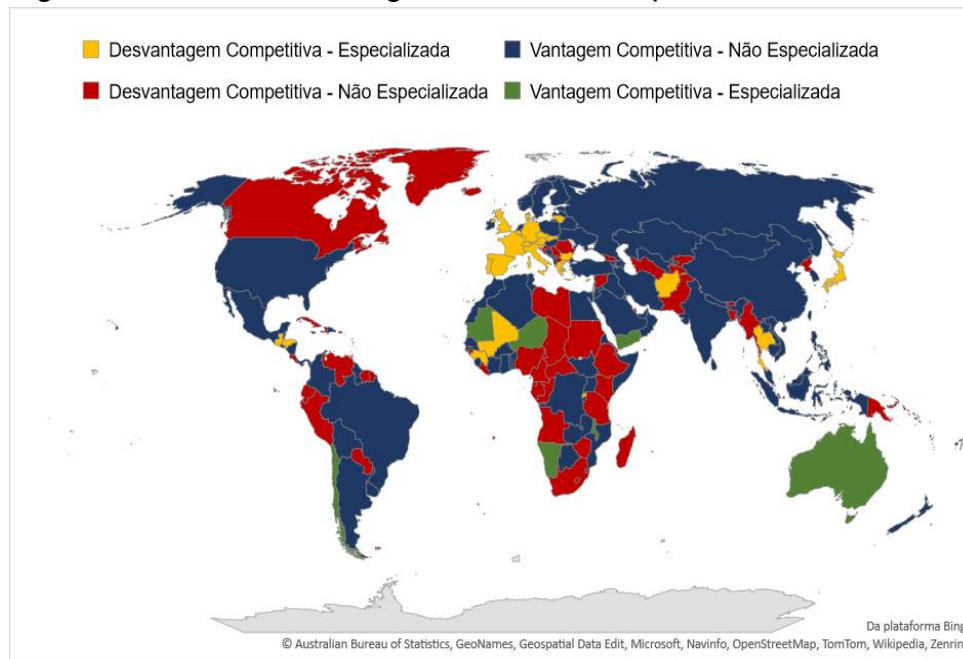 Desvantagem Competitiva - Especializada
Vantagem Competitiva - Não Especializada
Desvantagem Competitiva - Não Especializada
Vantagem Competitiva - Especializada
Da plataforma Bing
© Australian Bureau of Statistics, GeoNames, Geospatial Data Edit, Microsoft, Navinfo, OpenStreetMap, TomTom, Wikipedia, Zenrin